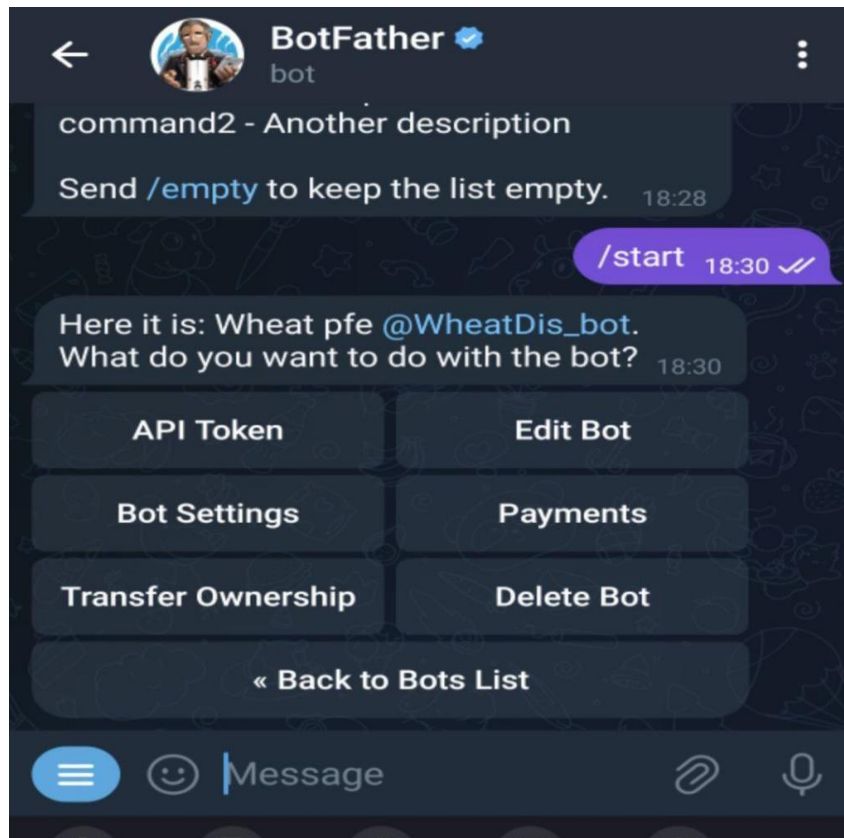 BotFather
bot
command2 - Another description
Send /empty to keep the list empty. 18:28
/start 18:30
Here it is: Wheat pfe @WheatDis_bot.
What do you want to do with the bot? 18:30
API Token
Edit Bot
Bot Settings
Payments
Transfer Ownership
Delete Bot
« Back to Bots List
Message